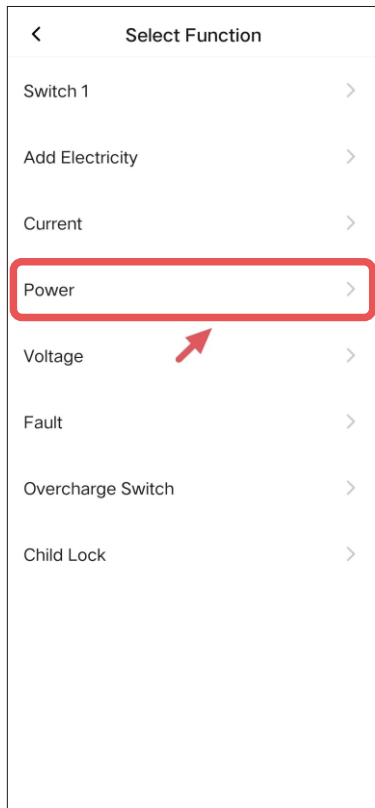 Select Function
Switch 1
Add Electricity
Current
Power
Voltage
Fault
Overcharge Switch
Child Lock